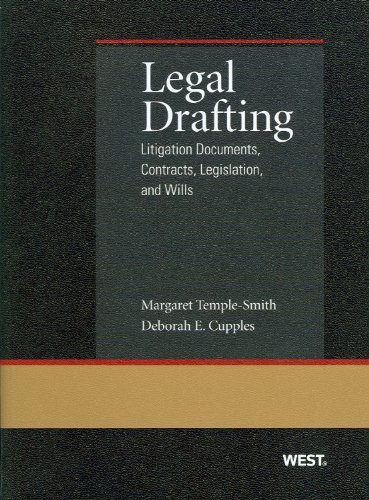 Legal
Drafting
Litigation Documents,
Contracts, Legislation,
and Wills
Margaret Temple-Smith
Deborah E. Cupples
WEST®